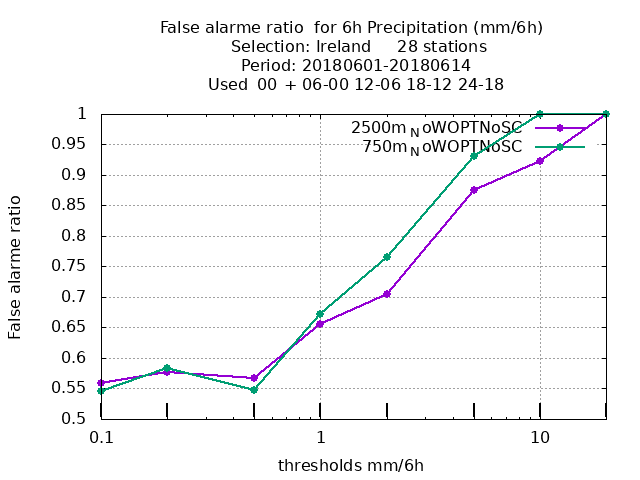 False alarme ratio  for 6h Precipitation (mm/6h)
Selection: Ireland     28 stations
Period: 20180601-20180614
Used  00  + 06-00 12-06 18-12 24-18
2500m_NoWOPTNoSC
750m_NoWOPTNoSC
1
0.95
0.9
0.85
0.8
0.75
0.7
0.65
0.6
0.55
0.5
False alarme ratio
0.1 1 10
thresholds mm/6h